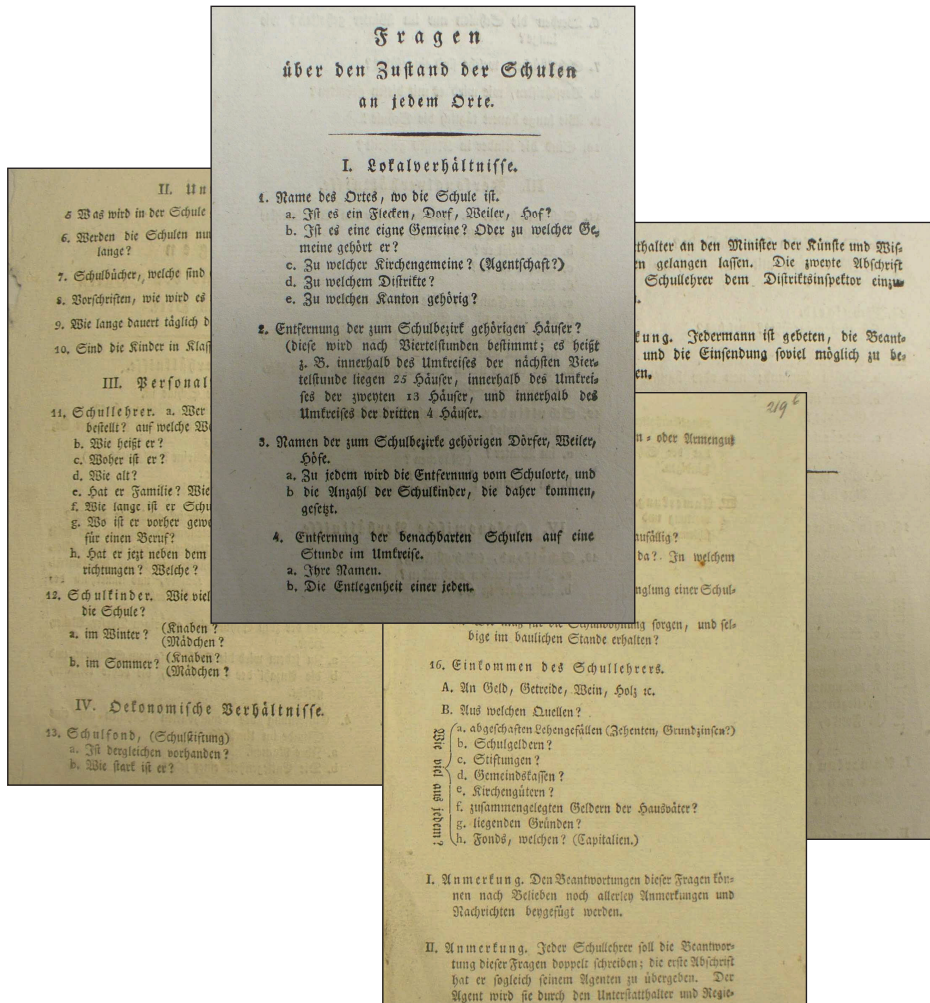 Fragen
über den Zustand der Schulen
an jedem Orte.
I. Lokalverhältnisse.
1. Name des Ortes, wo die Schule ist.
a. Ist es ein Flecken, Dorf, Weiler, Hof?
b. Ist es eine eigne Gemeine? Oder zu welcher Ge-
meine gehört er?
c. Zu welcher Kirchengemeine? (Agentschaft?)
d. Zu welchem Distrikte?
e. Zu welchen Kanton gehörig?
2. Entfernung der zum Schulbezirk gehörigen Häuser?
(diese wird nach Viertelstunden bestimmt; es heißt
z. B. innerhalb des Umkreises der nächsten Vier-
telstuude liegen 25 Häuser, innerhalb des Umkrei-
ses der zweyten 13 Häuser, und innerhalb des
Umkreises der dritten 4 Häuser.
3. Namen der zum Schulbezirke gehörigen Dörfer, Weiler,
Höfe.
a. Zu jedem wird die Entfernung vom Schulorte, und
b die Anzahl der Schulkinder, die daher kommen,
gesetzt.
4. Entfernung der benachbarten Schulen auf eine
Stunde im Umkreise.
a. Ihre Namen.
b. Die Entlegenheit einer jeden.
II. Un
5 Was wird in der Schule
6. Werden die Schulen nur
lange?
7. Schulbücher, welche sind
8. Vorschriften, wie wird es
9. Wie lange dauert täglich d
10. Sind die Kinder in Klass
III. Personal
11. Schullehrer. a. Wer
bestellt? auf welche We
b. Wie heißt er?
c. Woher ist er?
d. Wie alt?
e. Hat er Familie? Wie
f. Wie lange ist er Schu
g. Wo ist er vorher gewe
für einen Beruf?
h. Hat er jezt neben dem
richtungen? Welche?
12. Schulkinder. Wie viel
die Schule?
a. im Winter? (Knaben?
(Mädchen?
b. im Sommer? (Knaben?
(Mädchen?
IV. Oekonomische Verhältnisse.
13. Schulfond, (Schulstiftung)
a. Ist dergleichen vorhanden?
b. Wie stark ist er?
219
n- oder Armengut
aufällig?
da? In welchem
nglung einer Schul-
muß für die Schulwohnung sorgen, und sel-
bige im baulichen Stande erhalten?
16. Einkommen des Schullehrers.
A. An Geld, Getreide, Wein, Holz ꝛc.
B. Aus welchen Quellen?
Wie viel aus jedem?
a. abgeschaften Lehengefällen (Zehenten, Grundzinsen?)
b. Schulgeldern?
c. Stiftungen?
d. Gemeindskassen?
e. Kirchengütern?
f. zusammengelegten Geldern der Hausväter?
g. liegenden Gründen?
h. Fonds, welchen? (Capitalien.)
I. Anmerkung. Den Beantwortungen dieser Fragen kön-
nen nach Belieben noch allerley Anmerkungen und
Nachrichten beygefügt werden.
II. Anmerkung. Jeder Schullehrer soll die Beantwor-
tung dieser Fragen doppelt schreiben; die erste Abschrift
hat er sogleich seinem Agenten zu übergeben. Der
Agent wird sie durch den Unterstatthalter und Regie-
thalter an den Minister der Künste und Wis-
n gelangen lassen. Die zweyte Abschrift
Schullehrer dem Distriktsinspektor einzu-
kung. Jedermann ist gebeten, die Beant-
und die Einsendung soviel möglich zu be-
en.